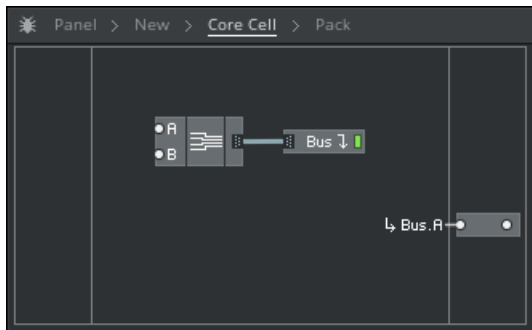 Panel > New > Core Cell > Pack
A
B
Bus
Bus.A